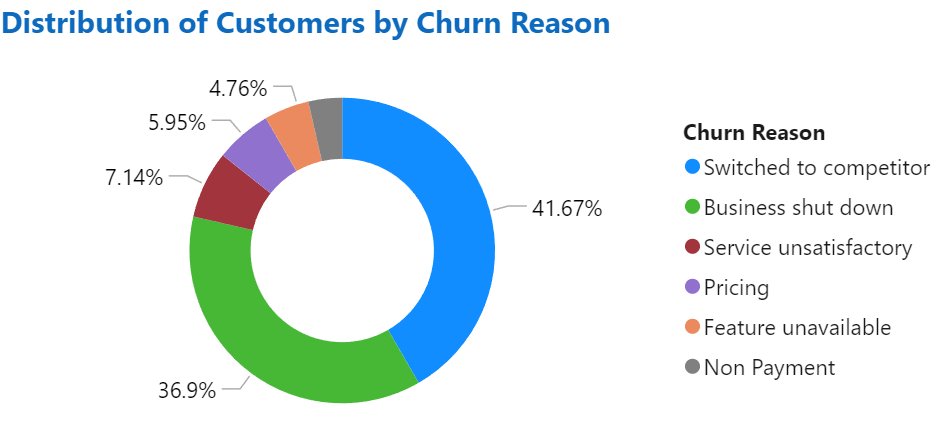 Distribution of Customers by Churn Reason
4.76%
5.95%
7.14%
41.67%
36.9%
Churn Reason
Switched to competitor
Business shut down
Service unsatisfactory
Pricing
Feature unavailable
Non Payment